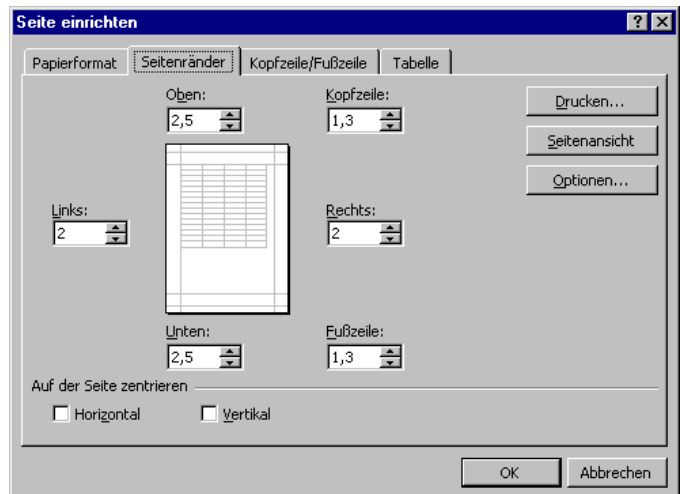 Seite einrichten
Papierformat Seitenränder Kopfzeile/Fußzeile Tabelle
Oben: Kopfzeile:
2,5 1,3
Drucken...
Seitenansicht
Optionen...
Links: Rechts:
2 2
Unten: Fußzeile:
2,5 1,3
Auf der Seite zentrieren
Horizontal Vertikal
OK Abbrechen